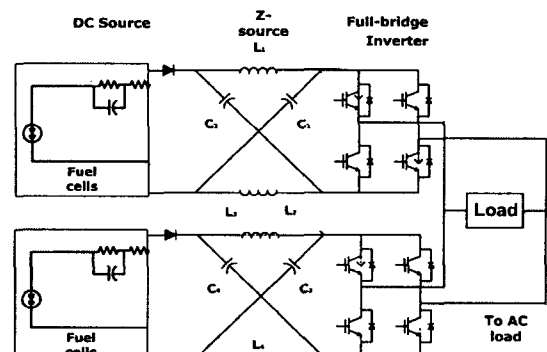 DC Source
Z-
source
L₁
Full-bridge
Inverter
C₂
C₁
Fuel
cells
L₃
L₂
Load
C₄
C₃
Fuel
cells
L₄
To AC
load